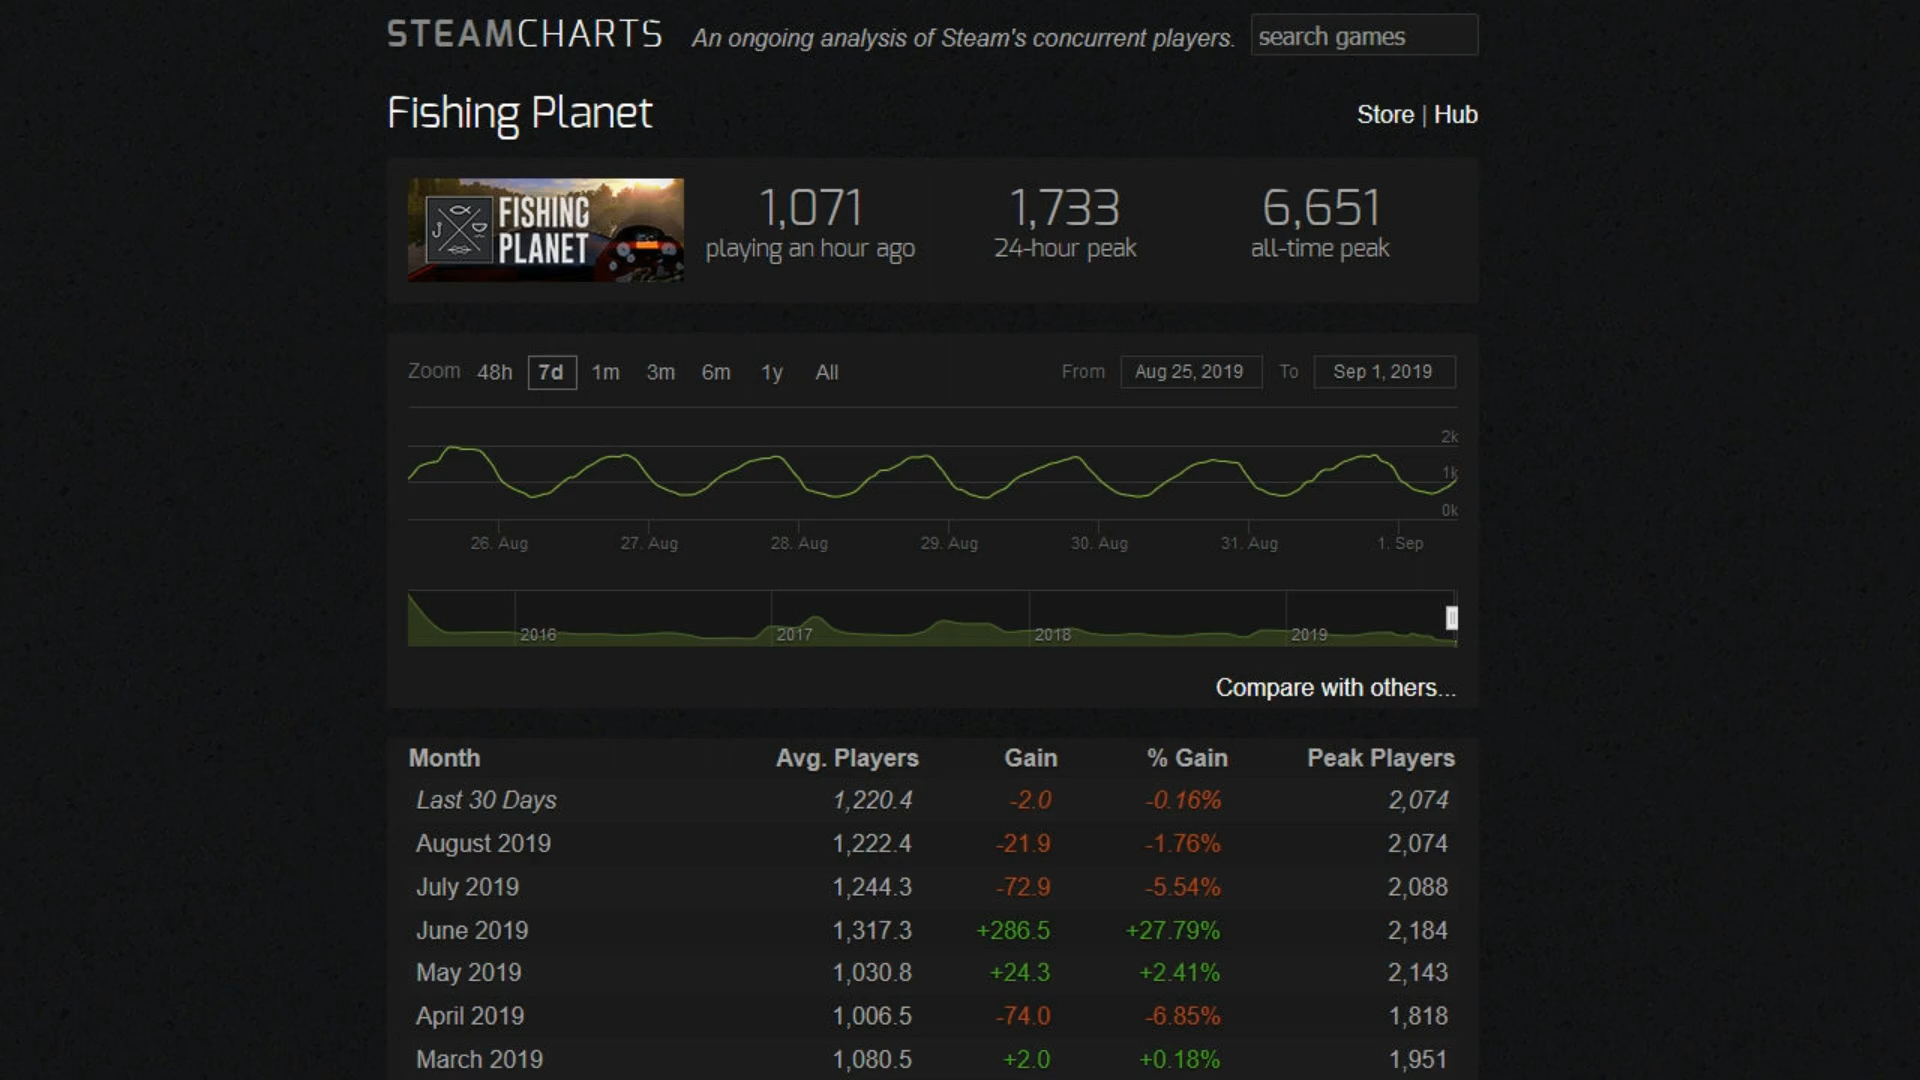 STEAMCHARTS An ongoing analysis of Steam's concurrent players. search games
Fishing Planet Store | Hub
FISHING
PLANET
1,071 1,733 6,651
playing an hour ago 24-hour peak all-time peak
Zoom 48h 7d 1m 3m 6m 1y All From Aug 25, 2019 To Sep 1, 2019
2k
1k
0k
26. Aug 27. Aug 28. Aug 29. Aug 30. Aug 31. Aug 1. Sep
2016 2017 2018 2019
Compare with others...
Month Avg. Players Gain % Gain Peak Players
Last 30 Days 1,220.4 -2.0 -0.16% 2,074
August 2019 1,222.4 -21.9 -1.76% 2,074
July 2019 1,244.3 -72.9 -5.54% 2,088
June 2019 1,317.3 +286.5 +27.79% 2,184
May 2019 1,030.8 +24.3 +2.41% 2,143
April 2019 1,006.5 -74.0 -6.85% 1,818
March 2019 1,080.5 +2.0 +0.18% 1,951